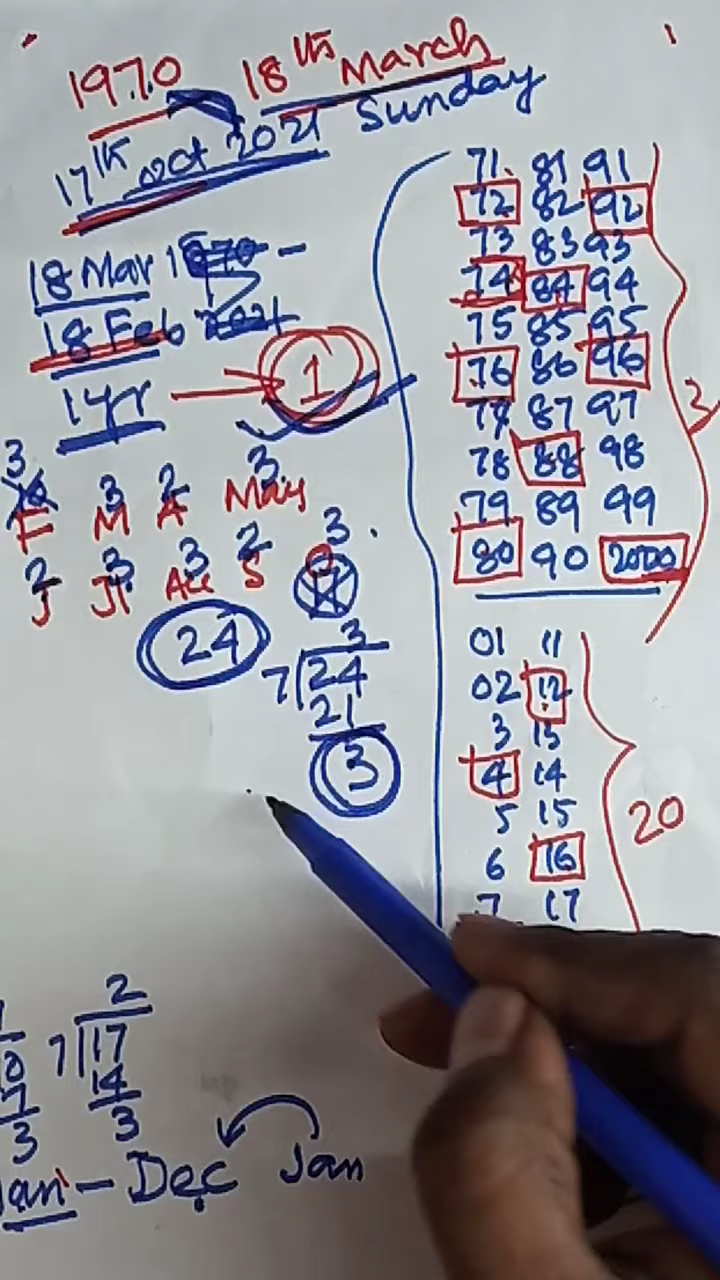 1970 18th March
17th oct 2021 Sunday
18 Mar 1970 -
18 Feb 2021
1yr 1
3 3 2 3
F M A May
2 3 3 2 3
J Jl Au S
24
3
7 24
21
3
71 81 91
72 82 92
73 83 93
74 84 94
75 85 95
76 86 96
77 87 97
78 88 98
79 89 99
80 90 2000
3
01 11
02 12
3 13
4 14
5 15
6 16
7 17
20
2
7 17
14
3
3
Jan - Dec Jan